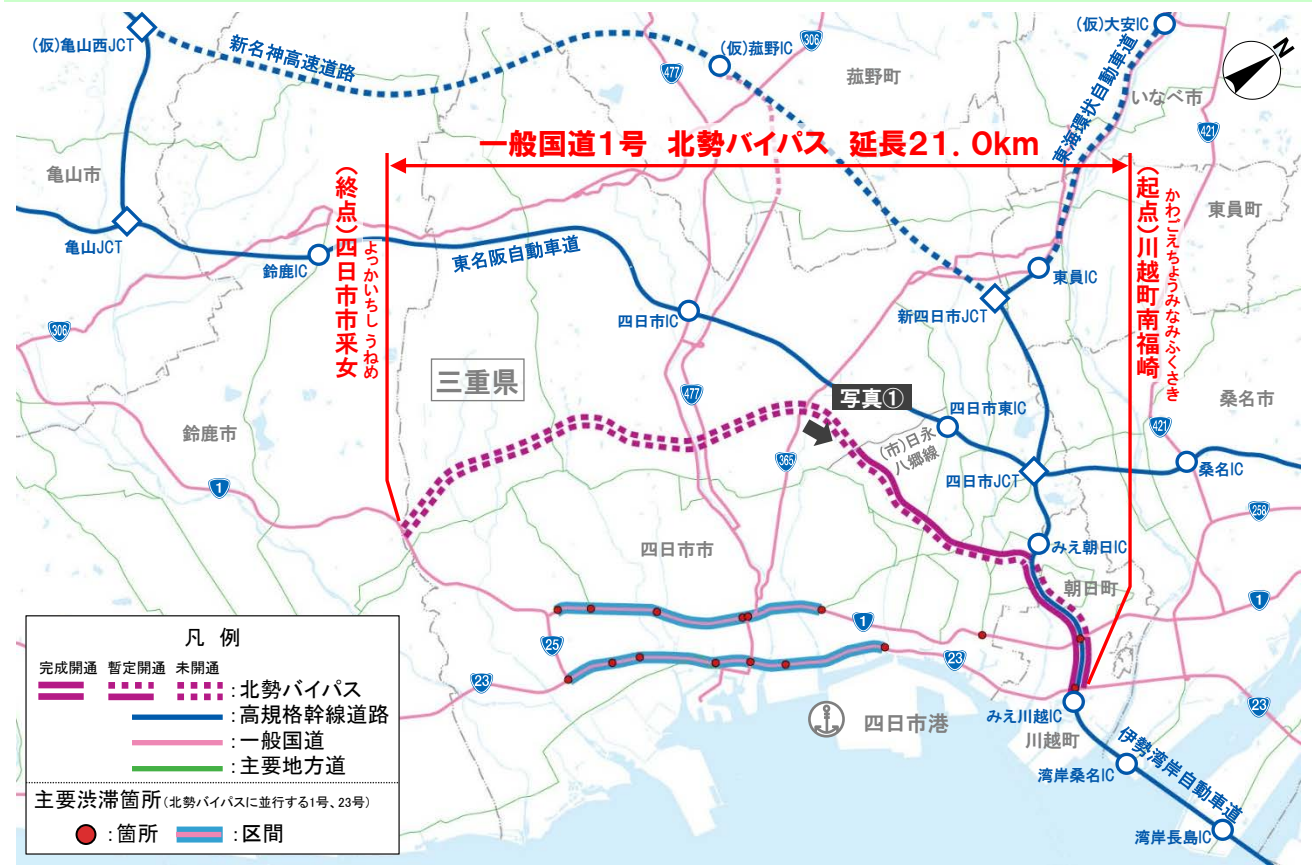 (仮)亀山西JCT
新名神高速道路
306
477
(仮)菰野IC
306
菰野町
(仮)大安IC
N
いなべ市
東海環状自動車道
421
一般国道1号 北勢バイパス 延長21.0km
亀山市
亀山JCT
鈴鹿IC
東名阪自動車道
(終点)四日市市采女
よっかいちし うねめ
(起点)川越町南福崎
かわごえちょうみなみふくさき
東員町
東員IC
新四日市JCT
四日市IC
三重県
477
写真①
四日市東IC
(市)日永
八郷線
365
四日市JCT
桑名市
421
桑名IC
258
鈴鹿市
1
四日市市
みえ朝日IC
朝日町
1
25
1
23
23
23
四日市港
みえ川越IC
川越町
湾岸桑名IC
伊勢湾岸自動車道
湾岸長島IC
凡 例
完成開通 暫定開通 未開通
:北勢バイパス
:高規格幹線道路
:一般国道
:主要地方道
主要渋滞箇所(北勢バイパスに並行する1号、23号)
:箇所 :区間